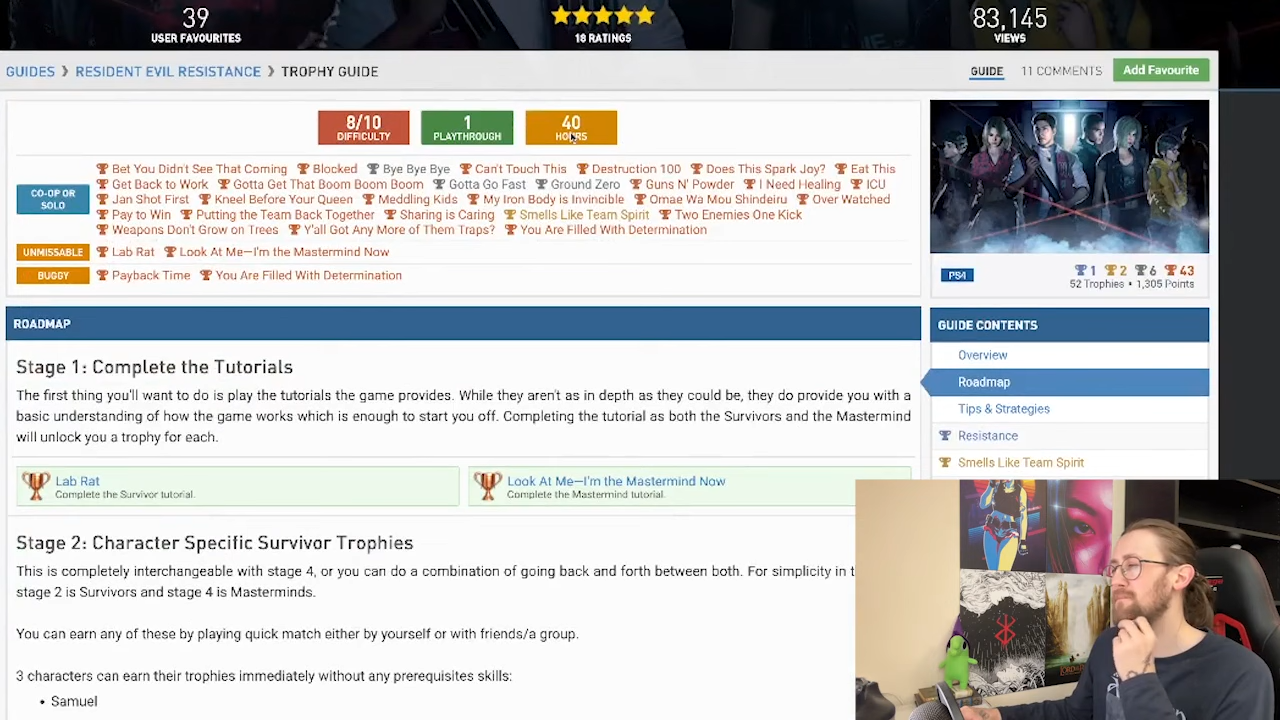 39
USER FAVOURITES
18 RATINGS
83,145
VIEWS
GUIDES > RESIDENT EVIL RESISTANCE > TROPHY GUIDE
GUIDE 11 COMMENTS Add Favourite
8/10
DIFFICULTY
1
PLAYTHROUGH
40
HOURS
CO-OP OR SOLO
Bet You Didn't See That Coming Blocked Bye Bye Bye Can't Touch This Destruction 100 Does This Spark Joy? Eat This
Get Back to Work Gotta Get That Boom Boom Boom Gotta Go Fast Ground Zero Guns N' Powder I Need Healing ICU
Jan Shot First Kneel Before Your Queen Meddling Kids My Iron Body is Invincible Omae Wa Mou Shindeiru Over Watched
Pay to Win Putting the Team Back Together Sharing is Caring Smells Like Team Spirit Two Enemies One Kick
Weapons Don't Grow on Trees Y'all Got Any More of Them Traps? You Are Filled With Determination
UNMISSABLE Lab Rat Look At Me—I'm the Mastermind Now
BUGGY Payback Time You Are Filled With Determination
PS4
1 2 6 43
52 Trophies • 1,305 Points
ROADMAP
Stage 1: Complete the Tutorials
The first thing you'll want to do is play the tutorials the game provides. While they aren't as in depth as they could be, they do provide you with a
basic understanding of how the game works which is enough to start you off. Completing the tutorial as both the Survivors and the Mastermind
will unlock you a trophy for each.
Lab Rat
Complete the Survivor tutorial.
Look At Me—I'm the Mastermind Now
Complete the Mastermind tutorial.
Stage 2: Character Specific Survivor Trophies
This is completely interchangeable with stage 4, or you can do a combination of going back and forth between both. For simplicity in t
stage 2 is Survivors and stage 4 is Masterminds.
You can earn any of these by playing quick match either by yourself or with friends/a group.
3 characters can earn their trophies immediately without any prerequisites skills:
• Samuel
GUIDE CONTENTS
Overview
Roadmap
Tips & Strategies
Resistance
Smells Like Team Spirit